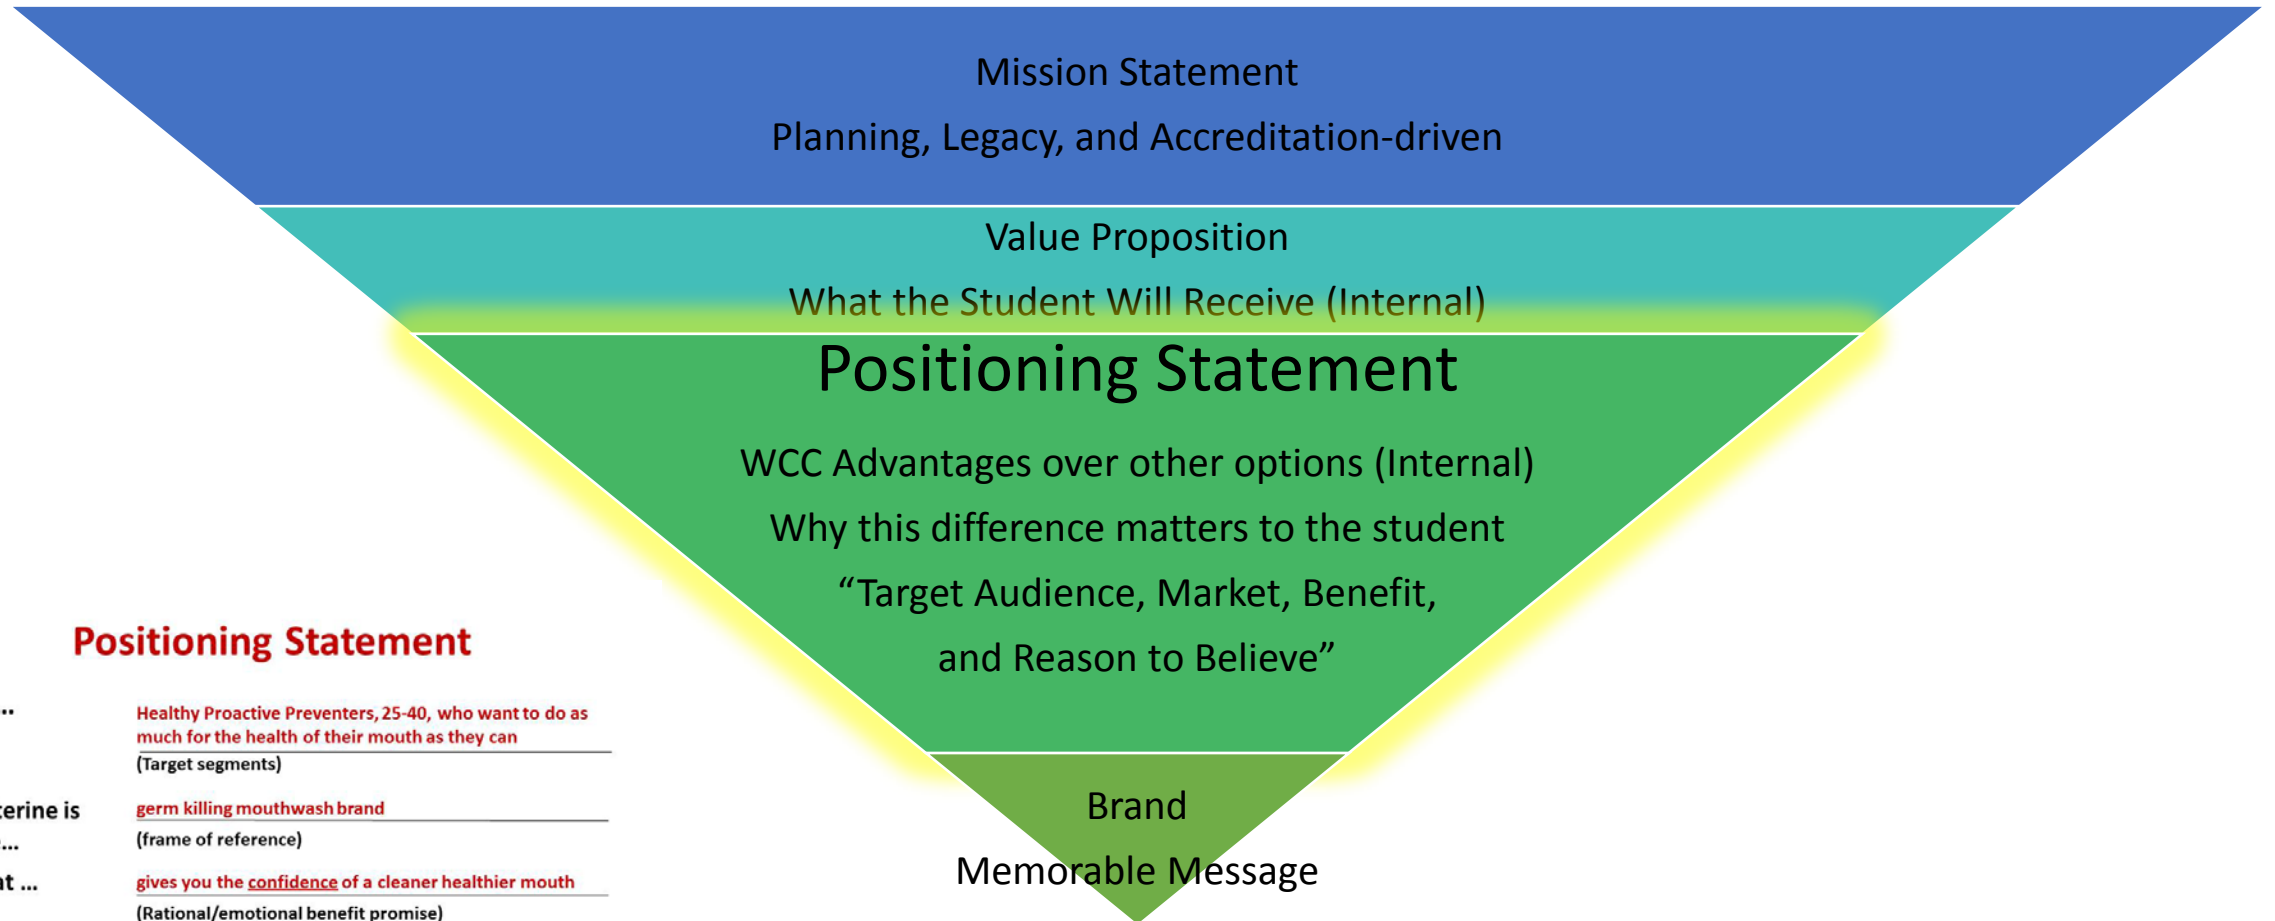 Mission Statement
Planning, Legacy, and Accreditation-driven
Value Proposition
What the Student Will Receive (Internal)
Positioning Statement
WCC Advantages over other options (Internal)
Why this difference matters to the student
“Target Audience, Market, Benefit,
and Reason to Believe”
Brand
Memorable Message
Positioning Statement
...
Healthy Proactive Preventers, 25-40, who want to do as
much for the health of their mouth as they can
(Target segments)
is
germ killing mouthwash brand
...
(frame of reference)
...
gives you the confidence of a cleaner healthier mouth
(Rational/emotional benefit promise)